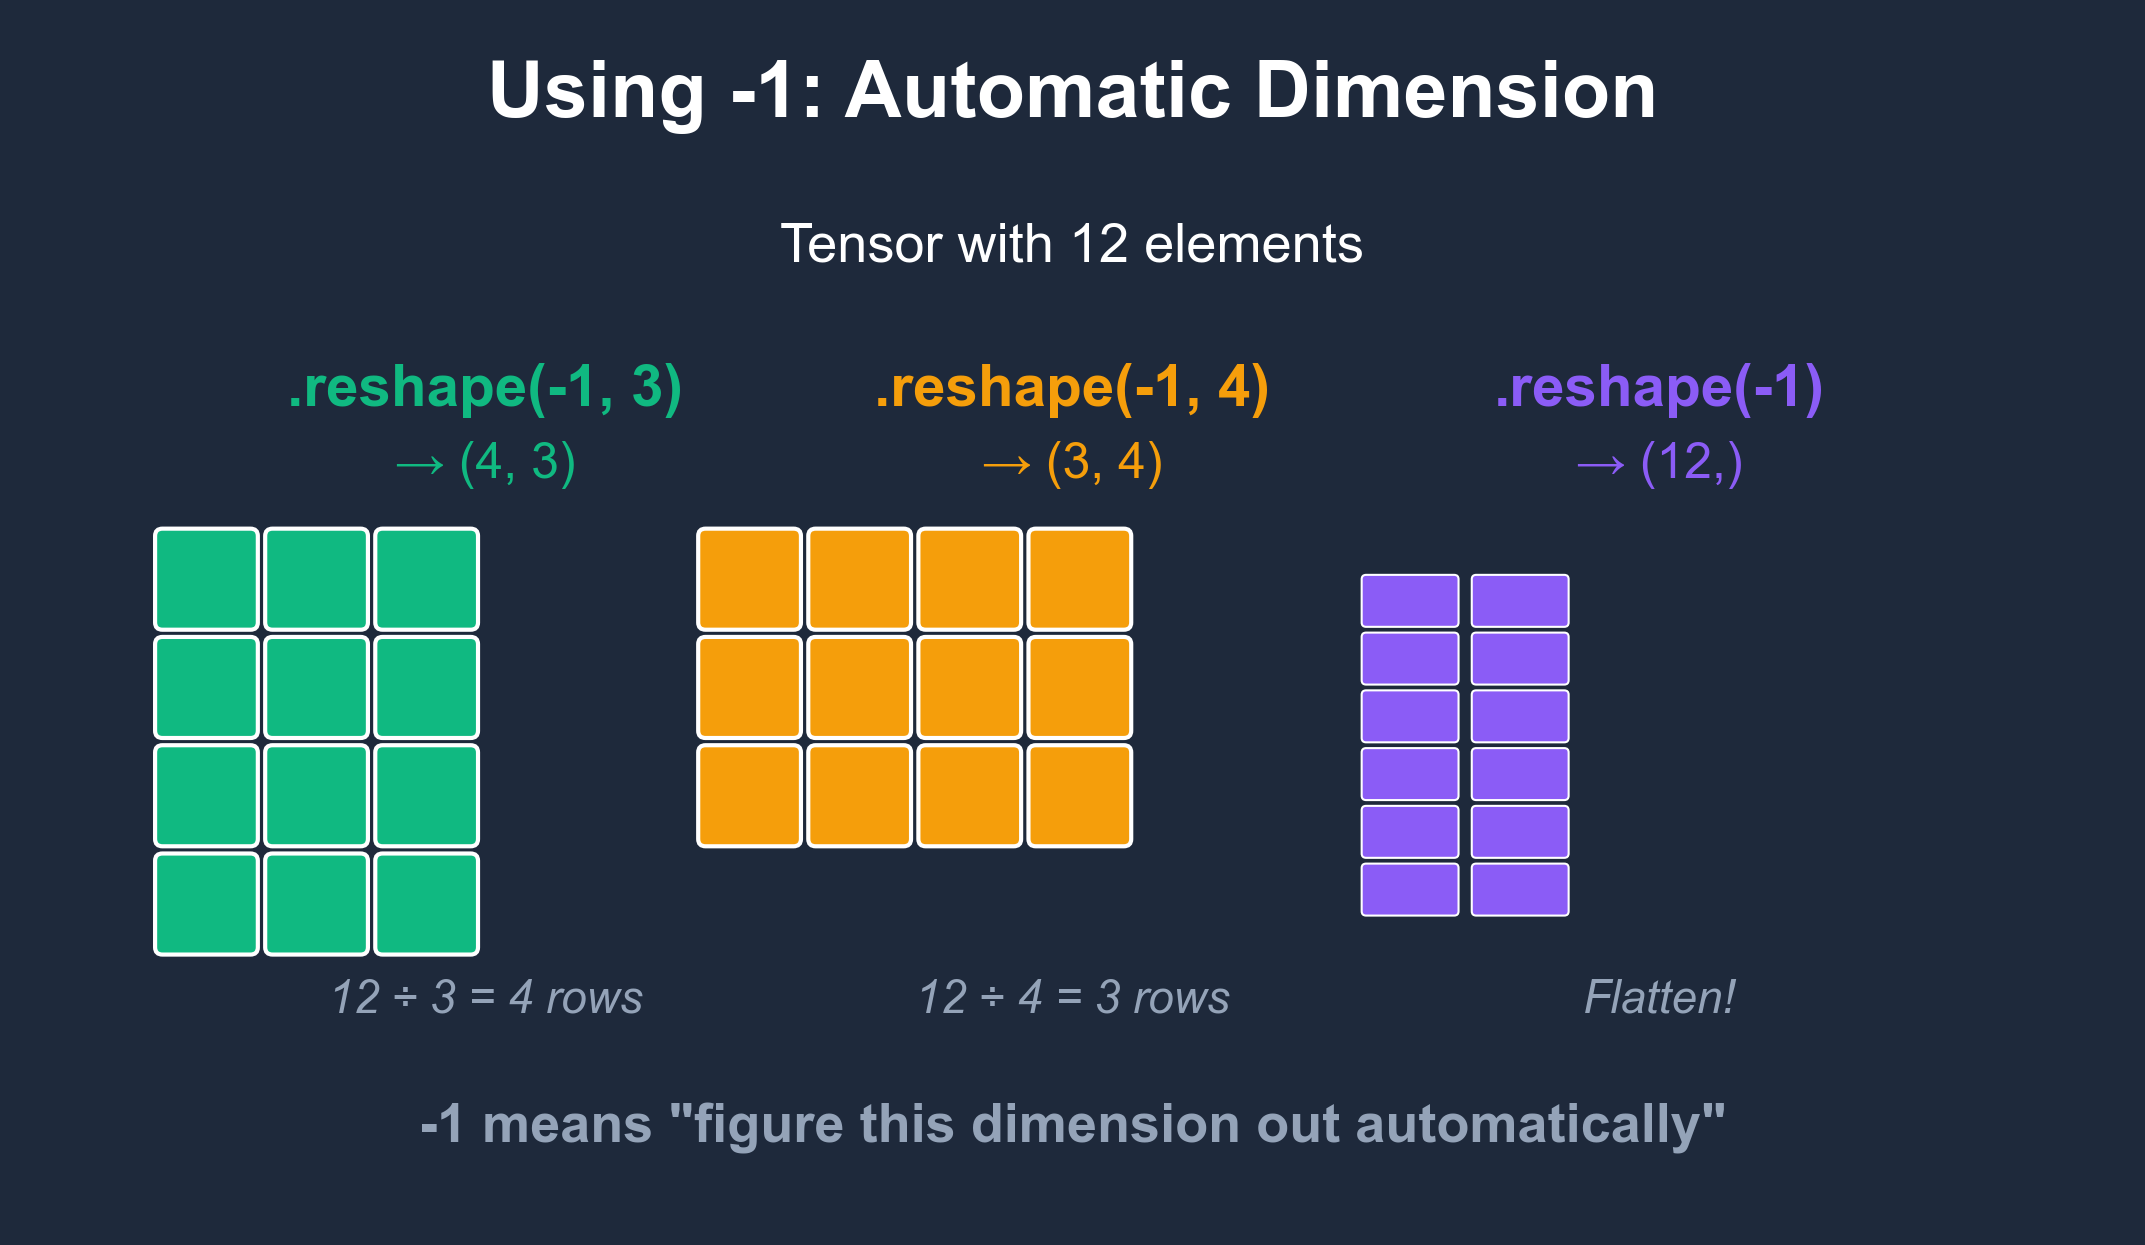 Using -1: Automatic Dimension
Tensor with 12 elements
.reshape(-1, 3)
→ (4, 3)
.reshape(-1, 4)
→ (3, 4)
.reshape(-1)
→ (12,)
12 ÷ 3 = 4 rows
12 ÷ 4 = 3 rows
Flatten!
-1 means "figure this dimension out automatically"